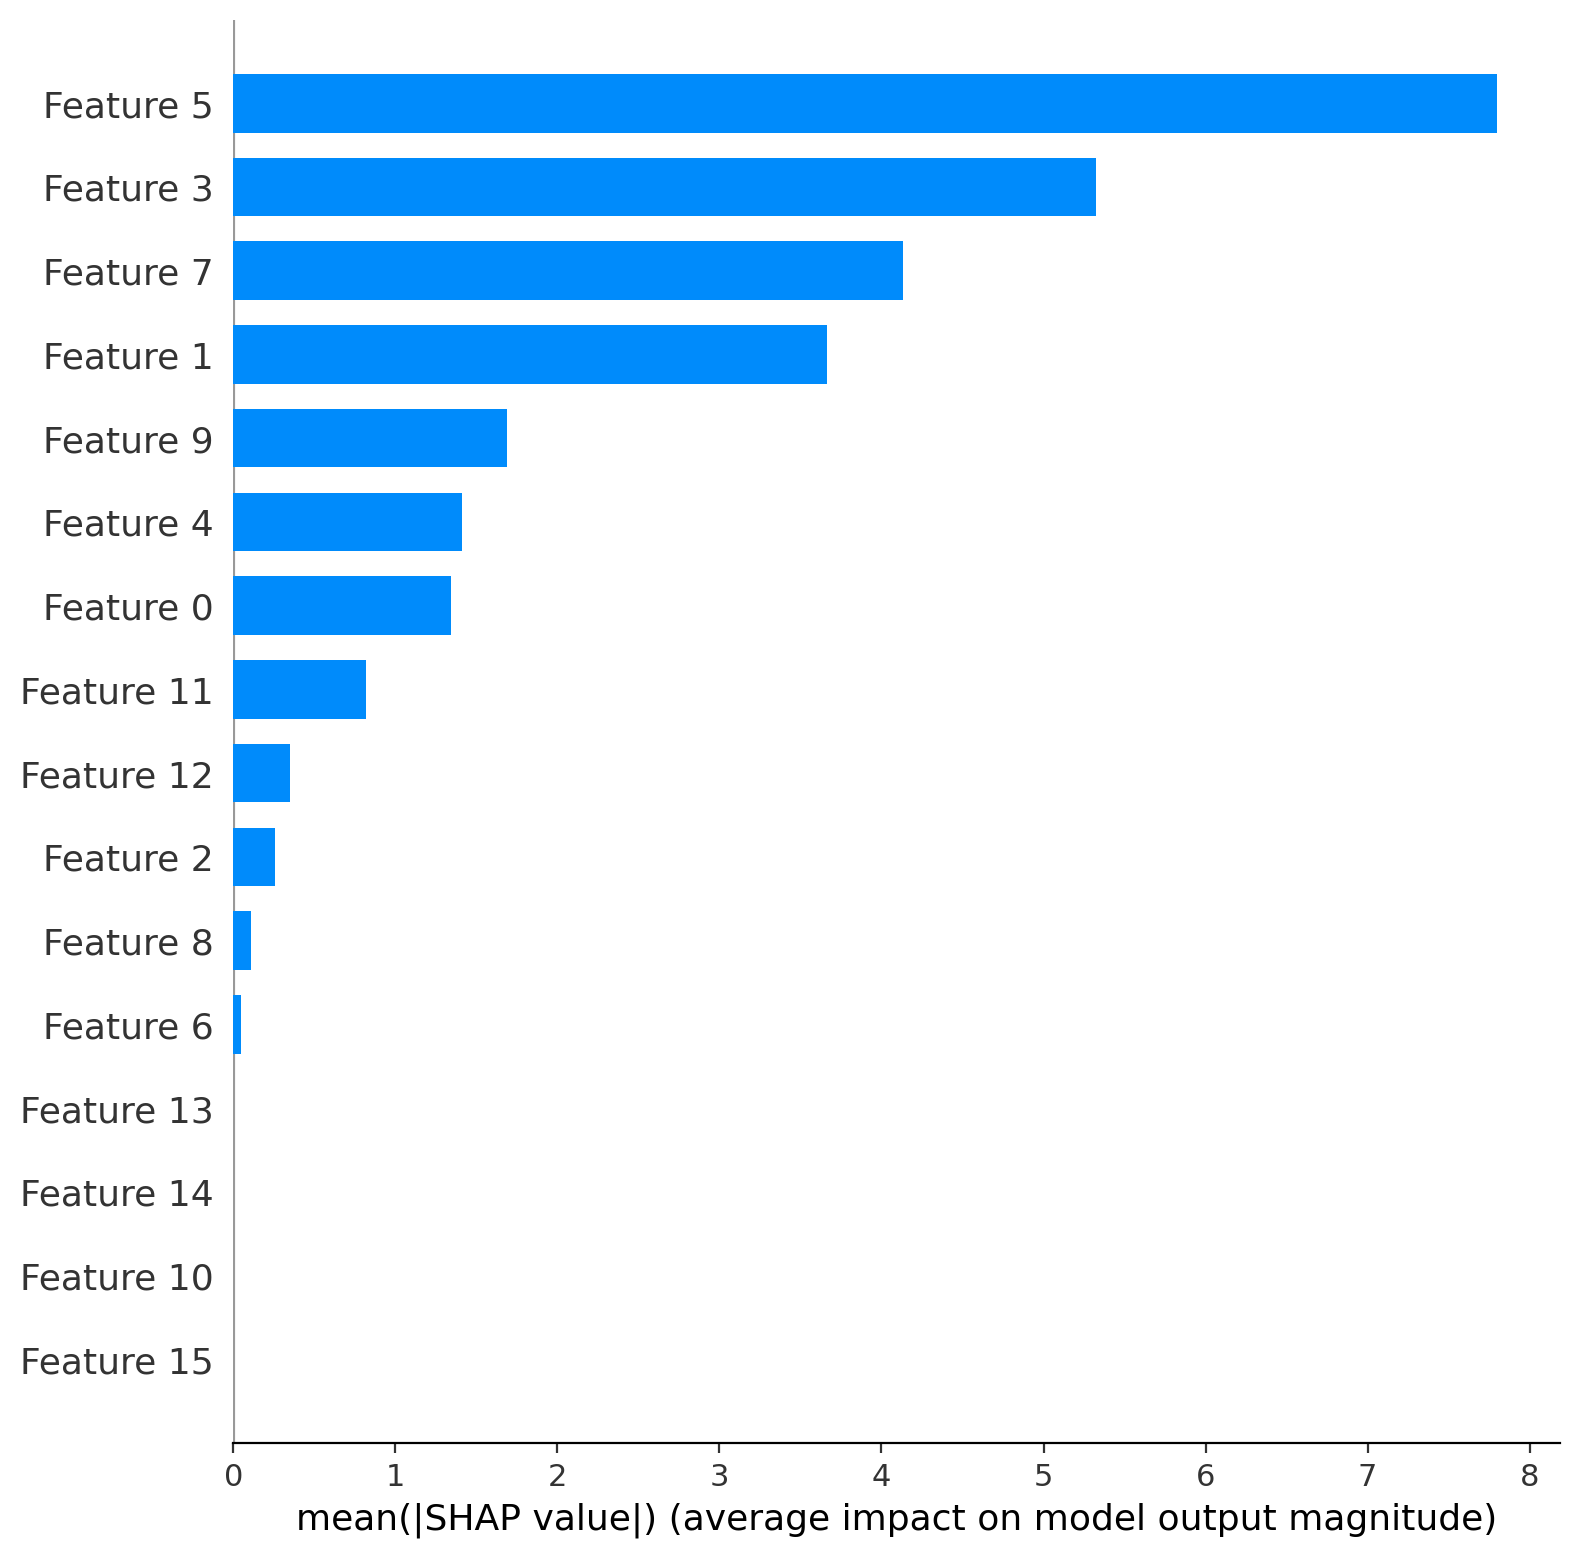 Feature 5
Feature 3
Feature 7
Feature 1
Feature 9
Feature 4
Feature 0
Feature 11
Feature 12
Feature 2
Feature 8
Feature 6
Feature 13
Feature 14
Feature 10
Feature 15
0 1 2 3 4 5 6 7 8
mean(|SHAP value|) (average impact on model output magnitude)